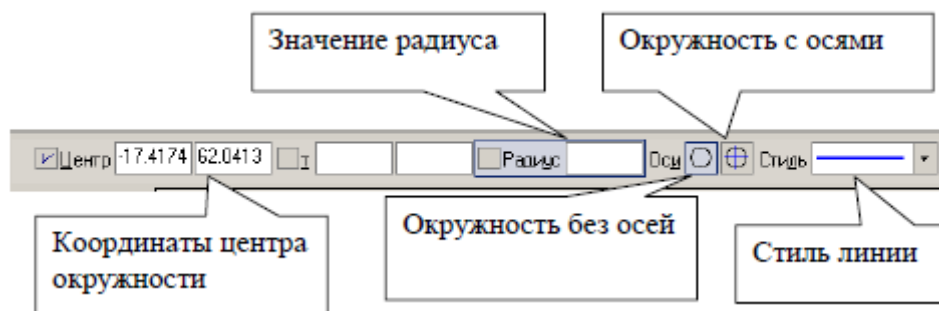 Значение радиуса
Окружность с осями
Центр -17.4174 62.0413 т Радиус Оси Стиль
Координаты центра
окружности
Окружность без осей
Стиль линии